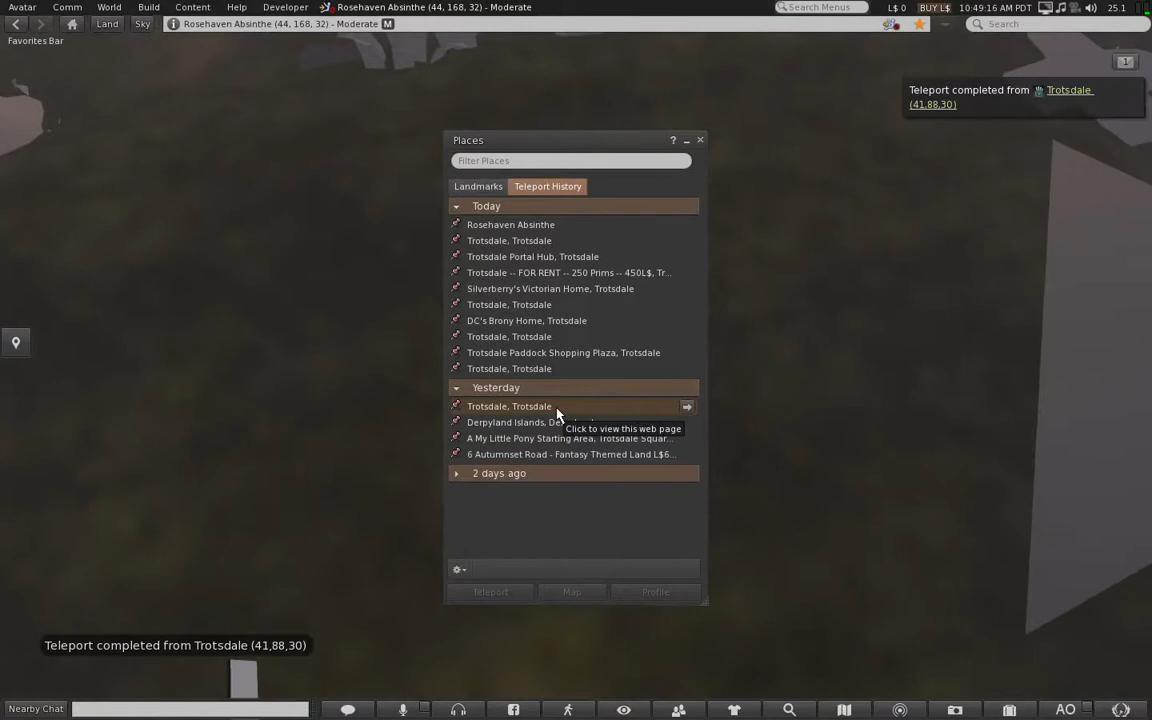 Avatar Comm World Build Content Help Developer Rosehaven Absinthe (44, 168, 32) - Moderate Search Menus L$ 0 BUY L$ 10:49:16 AM PDT 25.1
Land Sky Rosehaven Absinthe (44, 168, 32) - Moderate M Search
Favorites Bar
1
Teleport completed from Trotsdale
(41,88,30)
Places ?
Filter Places
Landmarks Teleport History
Today
Rosehaven Absinthe
Trotsdale, Trotsdale
Trotsdale Portal Hub, Trotsdale
Trotsdale -- FOR RENT -- 250 Prims -- 450L$, Tr...
Silverberry's Victorian Home, Trotsdale
Trotsdale, Trotsdale
DC's Brony Home, Trotsdale
Trotsdale, Trotsdale
Trotsdale Paddock Shopping Plaza, Trotsdale
Trotsdale, Trotsdale
Yesterday
Trotsdale, Trotsdale
Derpyland Islands,
Click to view this web page
A My Little Pony Starting Area, Trotsdale Squar...
6 Autumnset Road - Fantasy Themed Land L$6...
2 days ago
Teleport Map Profile
Teleport completed from Trotsdale (41,88,30)
Nearby Chat AO